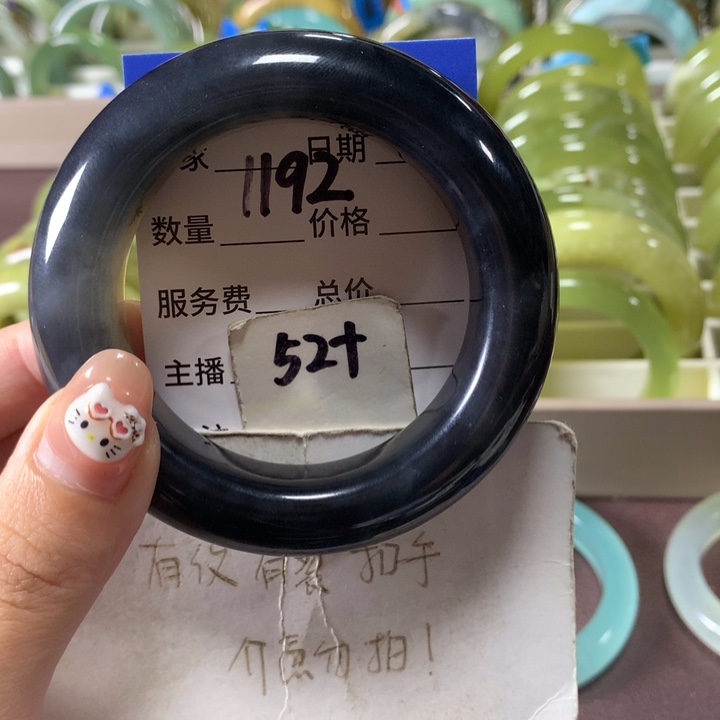 家 日期
1192
数量 价格
服务费 总价
主播
52+
有纹 有裂 扣手
介意勿拍!